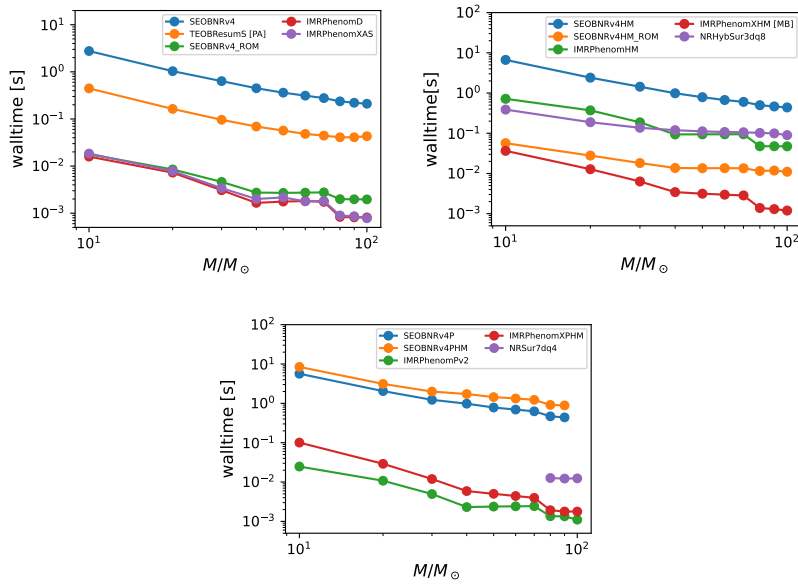 SEOBNRv4
TEOBResumS [PA]
SEOBNRv4_ROM
IMRPhenomD
IMRPhenomXAS
walltime [s]
10^1
10^0
10^-1
10^-2
10^-3
10^1
10^2
M/M⊙
SEOBNRv4HM
SEOBNRv4HM_ROM
IMRPhenomHM
IMRPhenomXHM [MB]
NRHybSur3dq8
walltime[s]
10^2
10^1
10^0
10^-1
10^-2
10^-3
10^1
10^2
M/M⊙
SEOBNRv4P
SEOBNRv4PHM
IMRPhenomPv2
IMRPhenomXPHM
NRSur7dq4
walltime [s]
10^2
10^1
10^0
10^-1
10^-2
10^-3
10^1
10^2
M/M⊙